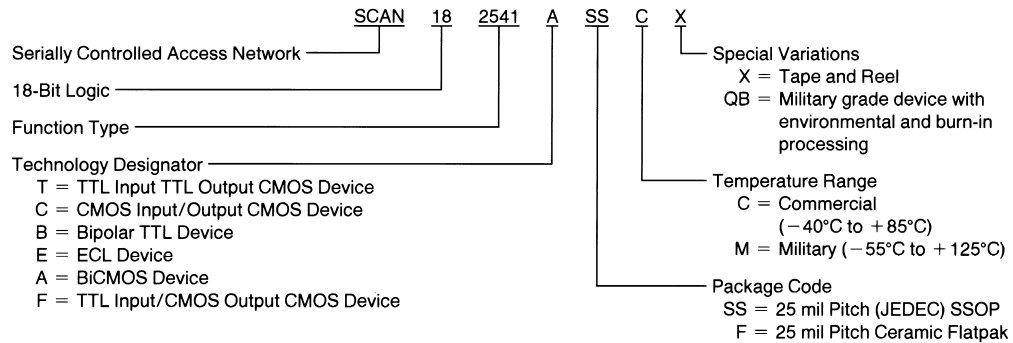 SCAN 18 2541 A SS C X
Serially Controlled Access Network
18-Bit Logic
Function Type
Technology Designator
T = TTL Input TTL Output CMOS Device
C = CMOS Input/Output CMOS Device
B = Bipolar TTL Device
E = ECL Device
A = BiCMOS Device
F = TTL Input/CMOS Output CMOS Device
Special Variations
X = Tape and Reel
QB = Military grade device with
environmental and burn-in
processing
Temperature Range
C = Commercial
(−40°C to +85°C)
M = Military (−55°C to +125°C)
Package Code
SS = 25 mil Pitch (JEDEC) SSOP
F = 25 mil Pitch Ceramic Flatpak